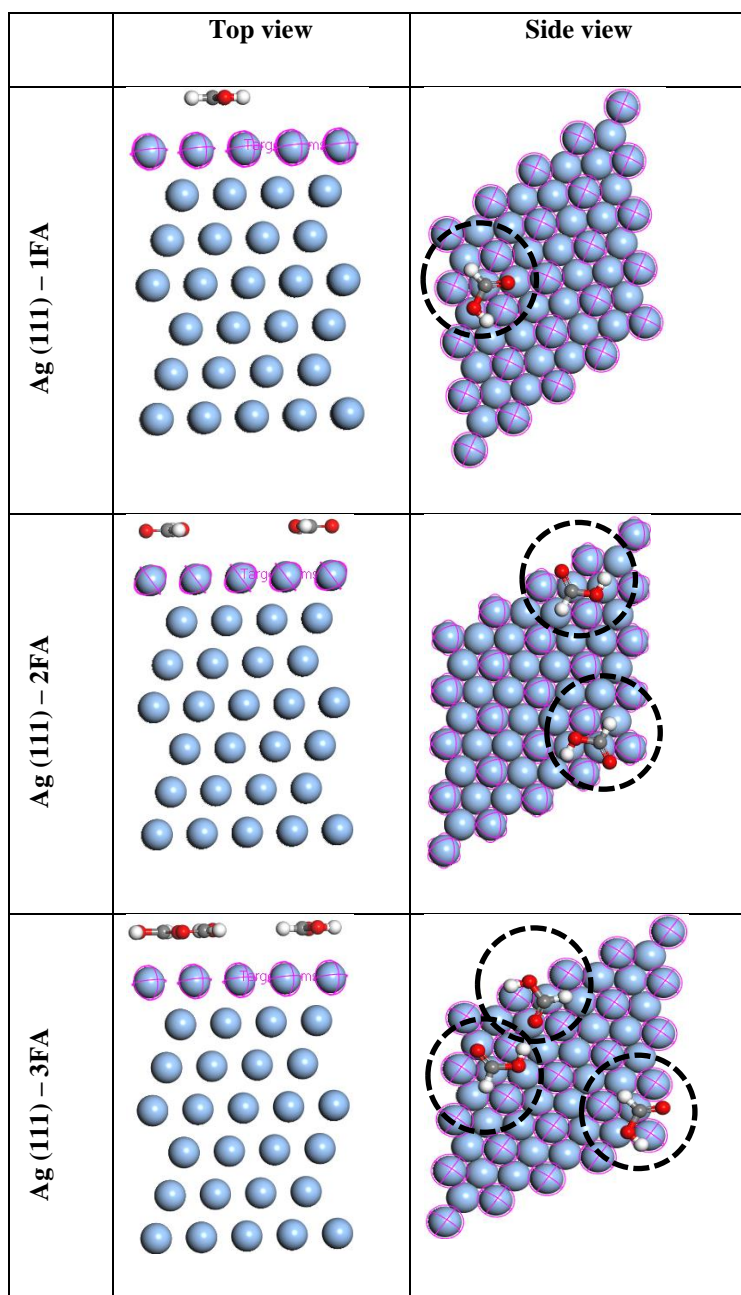 Top view
Side view
Ag (111) – 1FA
Ag (111) – 2FA
Ag (111) – 3FA